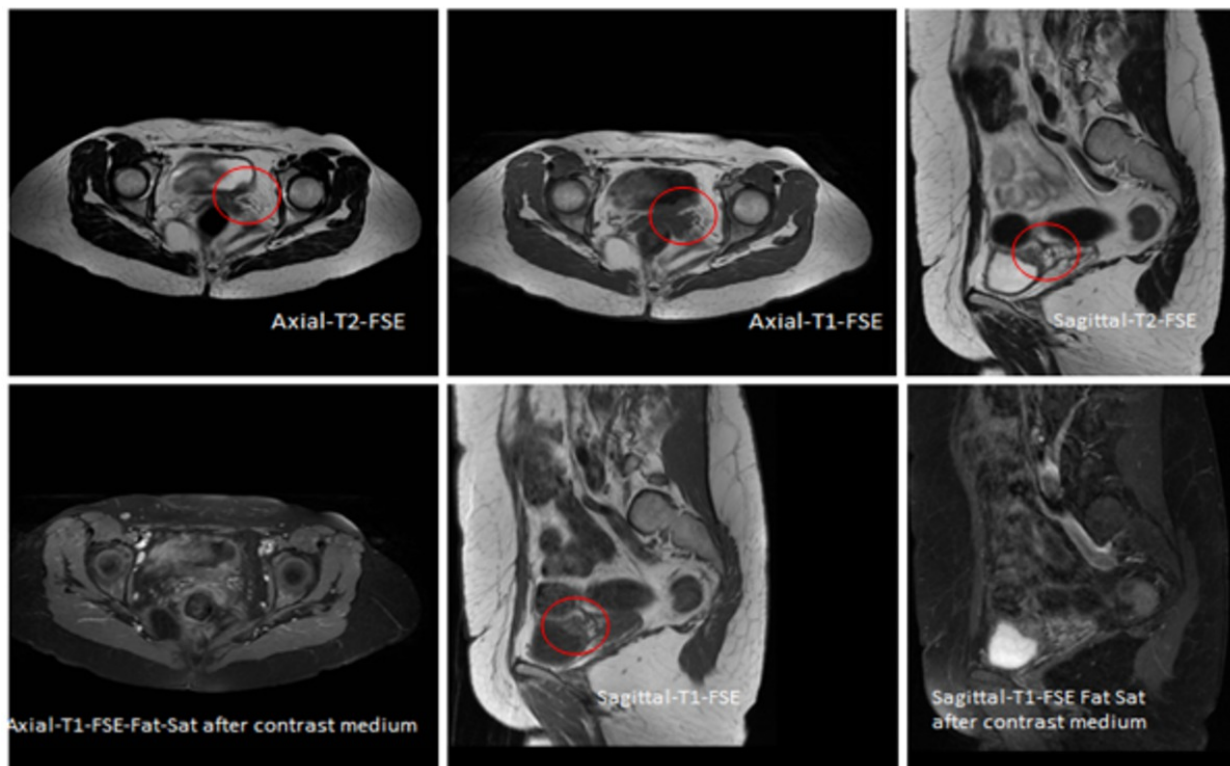 Axial-T2-FSE
Axial-T1-FSE
Sagittal-T2-FSE
Axial-T1-FSE-Fat-Sat after contrast medium
Sagittal-T1-FSE
Sagittal-T1-FSE Fat Sat
after contrast medium